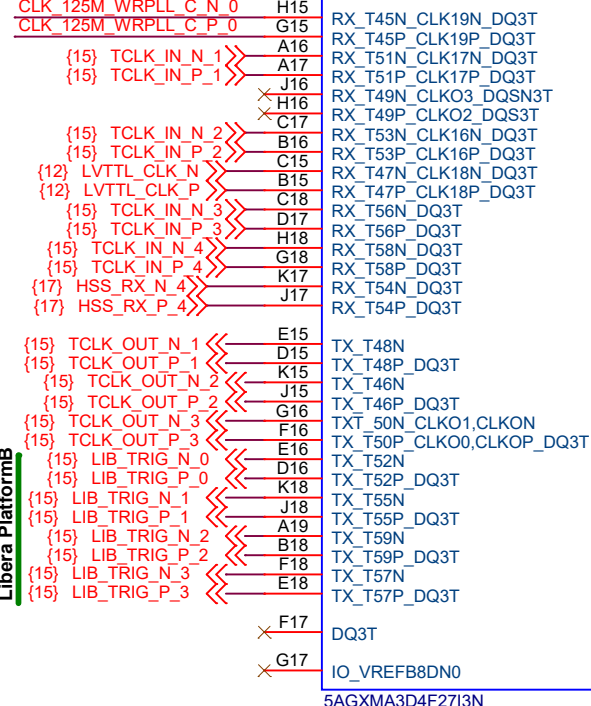 CLK_125M_WRPLL_C_N_0 H15 RX_T45N_CLK19N_DQ3T
CLK_125M_WRPLL_C_P_0 G15 RX_T45P_CLK19P_DQ3T
{15} TCLK_IN_N_1 A16 RX_T51N_CLK17N_DQ3T
{15} TCLK_IN_P_1 A17 RX_T51P_CLK17P_DQ3T
J16 RX_T49N_CLKO3_DQSN3T
H16 RX_T49P_CLKO2_DQS3T
{15} TCLK_IN_N_2 C17 RX_T53N_CLK16N_DQ3T
{15} TCLK_IN_P_2 B16 RX_T53P_CLK16P_DQ3T
{12} LVTTL_CLK_N C15 RX_T47N_CLK18N_DQ3T
{12} LVTTL_CLK_P B15 RX_T47P_CLK18P_DQ3T
{15} TCLK_IN_N_3 C18 RX_T56N_DQ3T
{15} TCLK_IN_P_3 D17 RX_T56P_DQ3T
{15} TCLK_IN_N_4 H18 RX_T58N_DQ3T
{15} TCLK_IN_P_4 G18 RX_T58P_DQ3T
{17} HSS_RX_N_4 K17 RX_T54N_DQ3T
{17} HSS_RX_P_4 J17 RX_T54P_DQ3T
{15} TCLK_OUT_N_1 E15 TX_T48N
{15} TCLK_OUT_P_1 D15 TX_T48P_DQ3T
{15} TCLK_OUT_N_2 K15 TX_T46N
{15} TCLK_OUT_P_2 J15 TX_T46P_DQ3T
{15} TCLK_OUT_N_3 G16 TXT_50N_CLKO1,CLKON
{15} TCLK_OUT_P_3 F16 TX_T50P_CLKO0,CLKOP_DQ3T
{15} LIB_TRIG_N_0 E16 TX_T52N
{15} LIB_TRIG_P_0 D16 TX_T52P_DQ3T
{15} LIB_TRIG_N_1 K18 TX_T55N
{15} LIB_TRIG_P_1 J18 TX_T55P_DQ3T
{15} LIB_TRIG_N_2 A19 TX_T59N
{15} LIB_TRIG_P_2 B18 TX_T59P_DQ3T
{15} LIB_TRIG_N_3 F18 TX_T57N
{15} LIB_TRIG_P_3 E18 TX_T57P_DQ3T
Libera PlatformB
F17 DQ3T
G17 IO_VREFB8DN0
5AGXMA3D4F27I3N